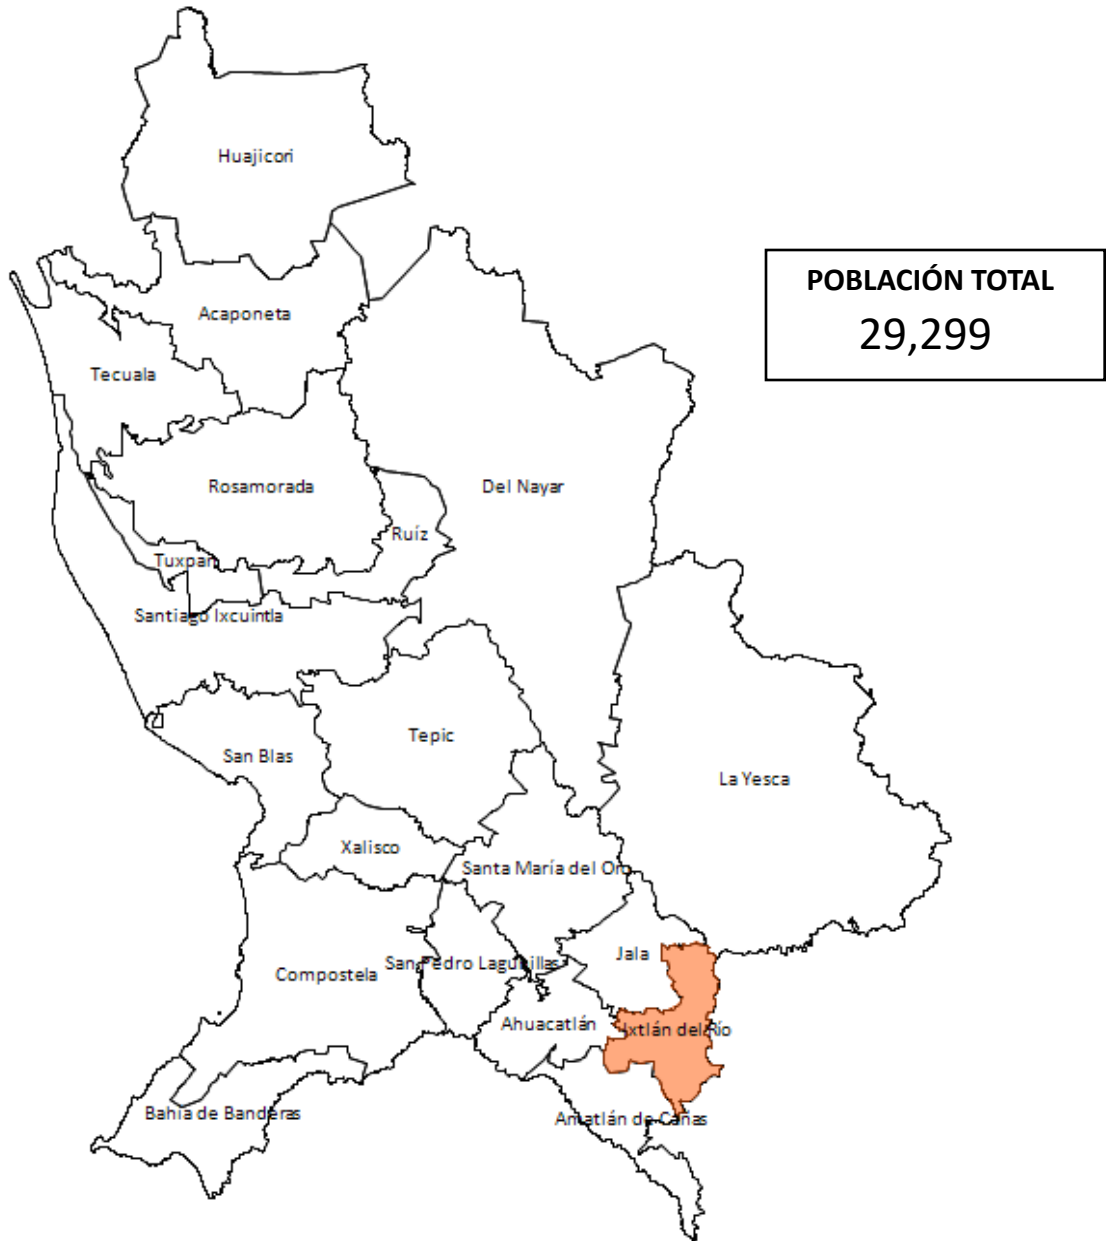 Huajicori
POBLACIÓN TOTAL
29,299
Acaponeta
Tecuala
Rosamorada
Del Nayar
Ruíz
Tuxpan
Santiago Ixcuintla
Tepic
San Blas
La Yesca
Xalisco
Santa María del Oro
Jala
San Pedro Lagunillas
Compostela
Ahuacatlán
Ixtlán del Río
Bahía de Banderas
Amatlán de Cañas